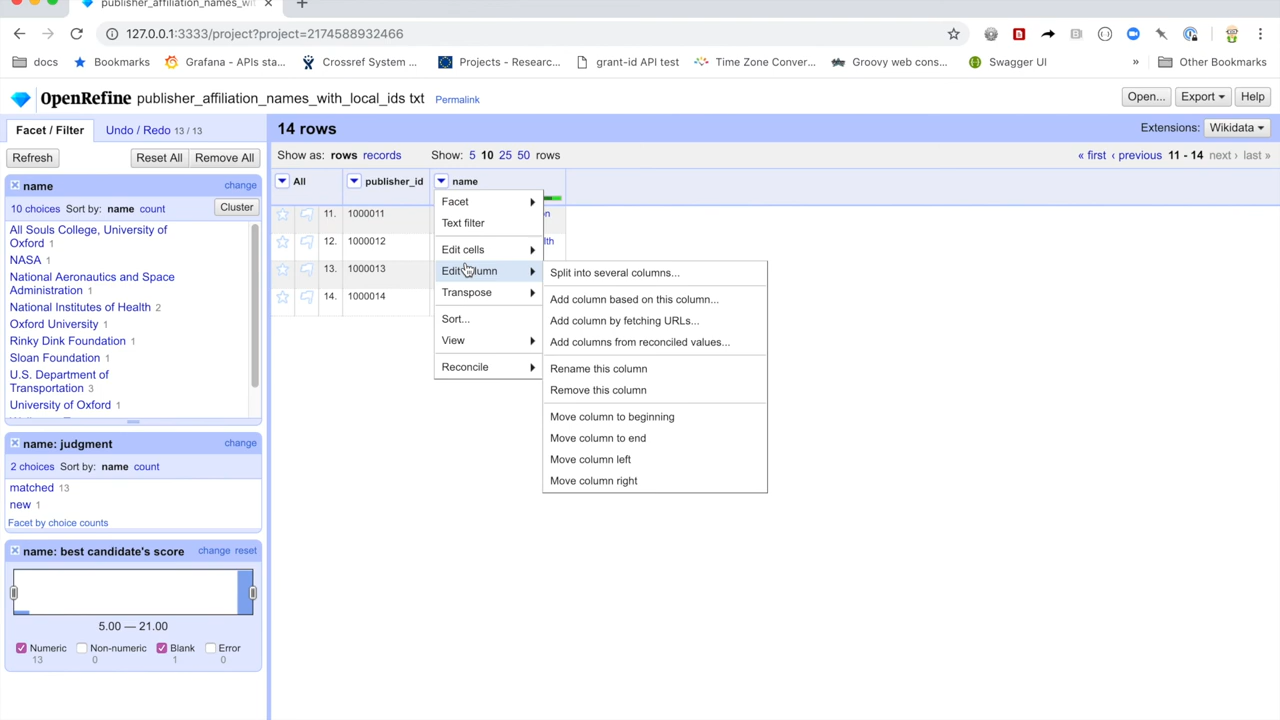 publisher_affiliation_names_wit
127.0.0.1:3333/project?project=2174588932466
docs Bookmarks Grafana - APIs sta... Crossref System ... Projects - Researc... grant-id API test Time Zone Conver... Groovy web cons... Swagger UI » Other Bookmarks
OpenRefine publisher_affiliation_names_with_local_ids txt Permalink Open... Export Help
Facet / Filter Undo / Redo 13 / 13
14 rows
Extensions: Wikidata
Refresh Reset All Remove All
Show as: rows records Show: 5 10 25 50 rows
« first ‹ previous 11 - 14 next › last »
name change
10 choices Sort by: name count Cluster
All Souls College, University of
Oxford 1
NASA 1
National Aeronautics and Space
Administration 1
National Institutes of Health 2
Oxford University 1
Rinky Dink Foundation 1
Sloan Foundation 1
U.S. Department of
Transportation 3
University of Oxford 1
name: judgment change
2 choices Sort by: name count
matched 13
new 1
Facet by choice counts
name: best candidate's score change reset
5.00 — 21.00
Numeric Non-numeric Blank Error
13 0 1 0
All publisher_id name
11. 1000011 on
12. 1000012 lth
13. 1000013
14. 1000014
Facet
Text filter
Edit cells
Edit column
Transpose
Sort...
View
Reconcile
Split into several columns...
Add column based on this column...
Add column by fetching URLs...
Add columns from reconciled values...
Rename this column
Remove this column
Move column to beginning
Move column to end
Move column left
Move column right